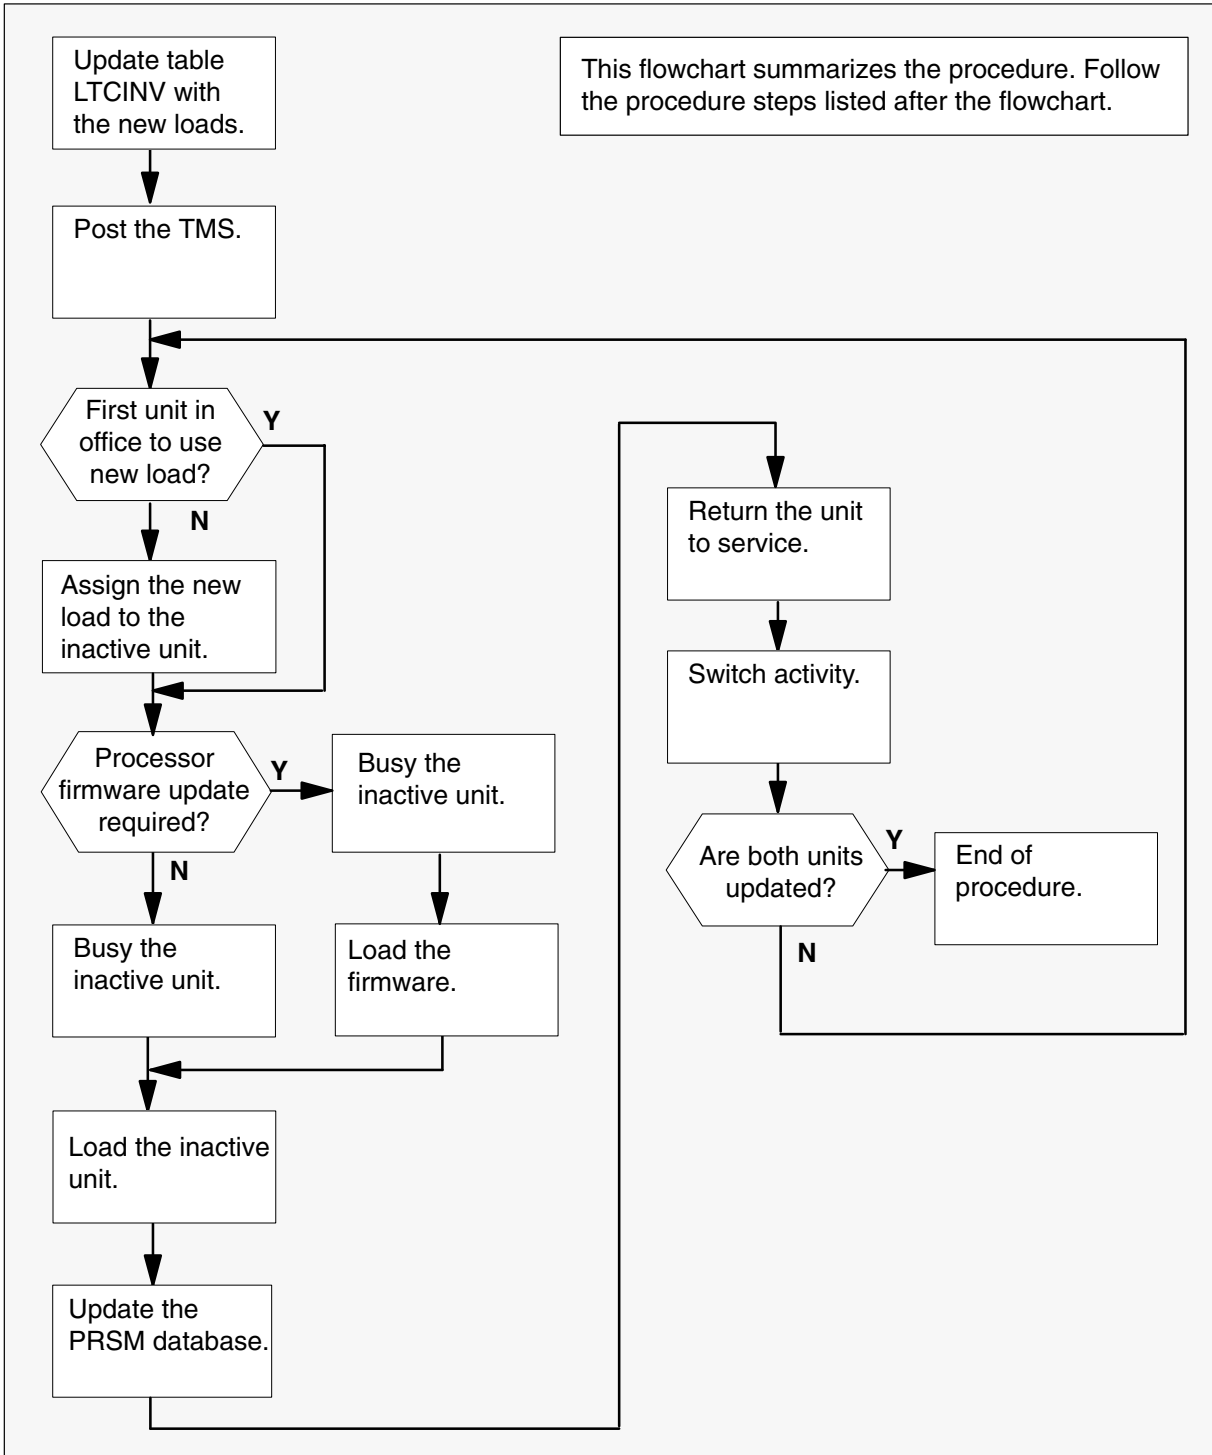 Update table
LTCINV with
the new loads.
This flowchart summarizes the procedure. Follow
the procedure steps listed after the flowchart.
Post the TMS.
First unit in
office to use
new load?
Y
N
Assign the new
load to the
inactive unit.
Processor
firmware update
required?
Y
N
Busy the
inactive unit.
Busy the
inactive unit.
Load the
firmware.
Load the inactive
unit.
Update the
PRSM database.
Return the unit
to service.
Switch activity.
Are both units
updated?
Y
N
End of
procedure.